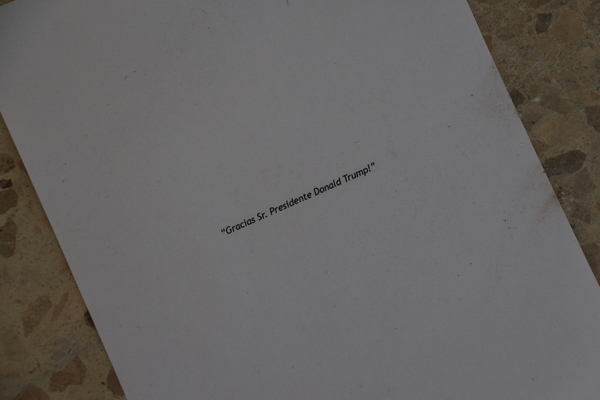 “Gracias Sr. Presidente Donald Trump!”